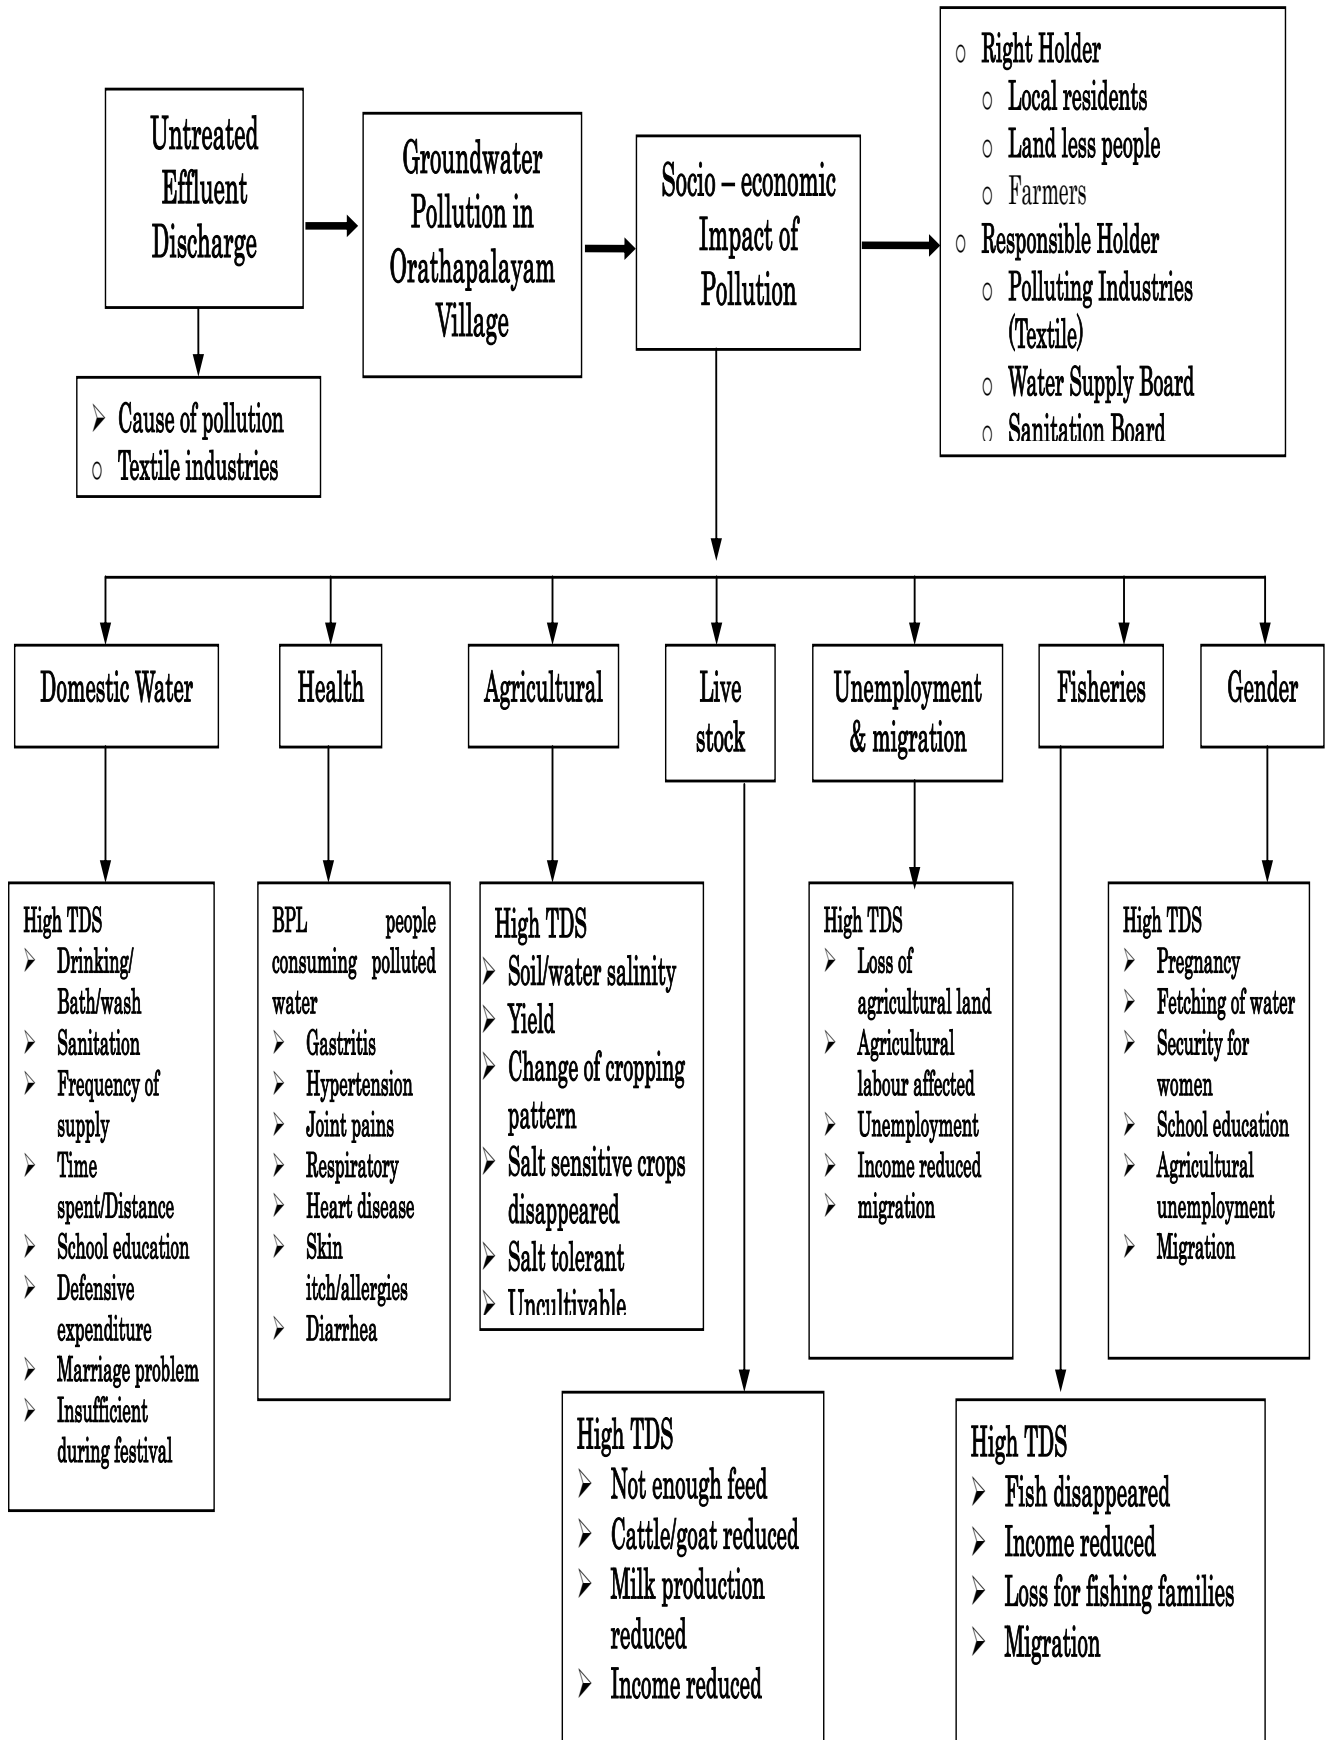 Untreated
Effluent
Discharge
Groundwater
Pollution in
Orathapalayam
Village
Socio – economic
Impact of
Pollution
Right Holder
Local residents
Land less people
Farmers
Responsible Holder
Polluting Industries
(Textile)
Water Supply Board
Sanitation Board
Cause of pollution
Textile industries
Domestic Water
Health
Agricultural
Live
stock
Unemployment
& migration
Fisheries
Gender
High TDS
Drinking/
Bath/wash
Sanitation
Frequency of
supply
Time
spent/Distance
School education
Defensive
expenditure
Marriage problem
Insufficient
during festival
BPL people
consuming polluted
water
Gastritis
Hypertension
Joint pains
Respiratory
Heart disease
Skin
itch/allergies
Diarrhea
High TDS
Soil/water salinity
Yield
Change of cropping
pattern
Salt sensitive crops
disappeared
Salt tolerant
Uncultivable
High TDS
Not enough feed
Cattle/goat reduced
Milk production
reduced
Income reduced
High TDS
Loss of
agricultural land
Agricultural
labour affected
Unemployment
Income reduced
migration
High TDS
Fish disappeared
Income reduced
Loss for fishing families
Migration
High TDS
Pregnancy
Fetching of water
Security for
women
School education
Agricultural
unemployment
Migration